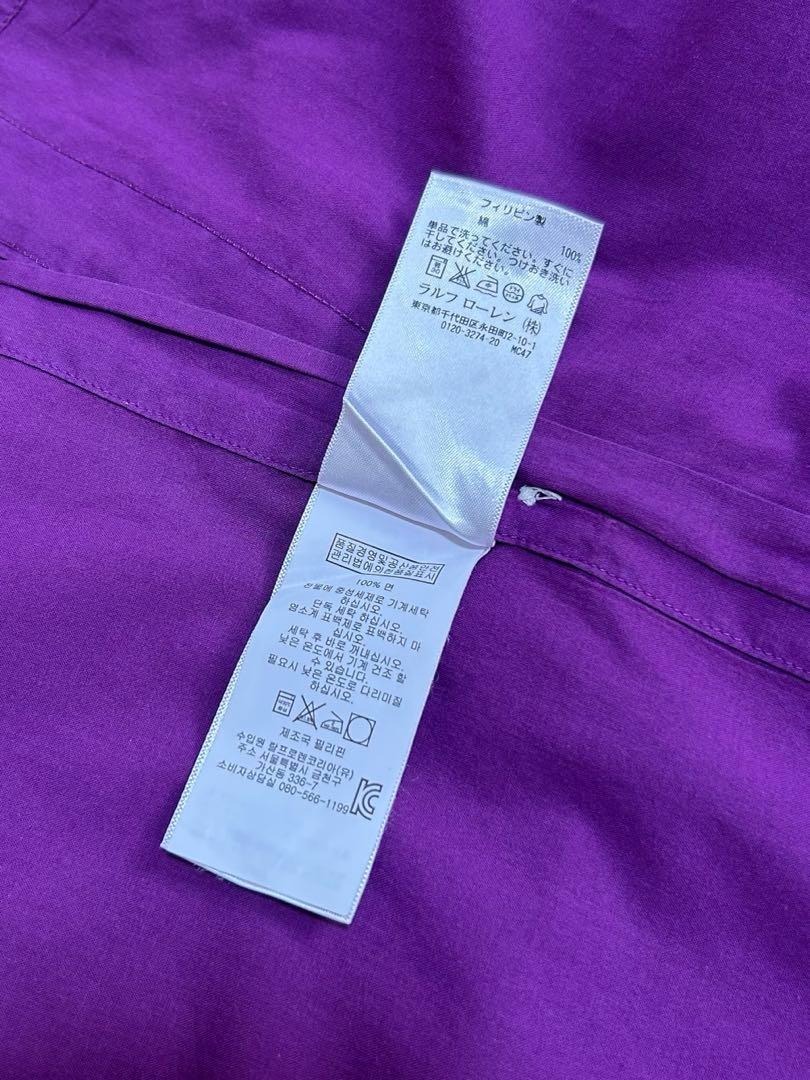 フィリピン製
綿 100%
単品で洗ってください。すぐに
干してください。つけおき洗い
はお避けください。
ラルフ ローレン (株)
東京都千代田区永田町2-10-1
0120-3274-20 MC47
품질경영및공산품안전
관리법에의한품질표시
100% 면
찬물에 중성세제로 기계세탁
하십시오.
단독 세탁 하십시오.
염소계 표백제로 표백하지 마
십시오.
세탁 후 바로 꺼내십시오.
낮은 온도에서 기계 건조 할
수 있습니다.
필요시 낮은 온도로 다리미질
하십시오.
제조국 필리핀
수입원 랄프로렌코리아(유)
주소 서울특별시 금천구
가산동 336-7
소비자상담실 080-566-1199